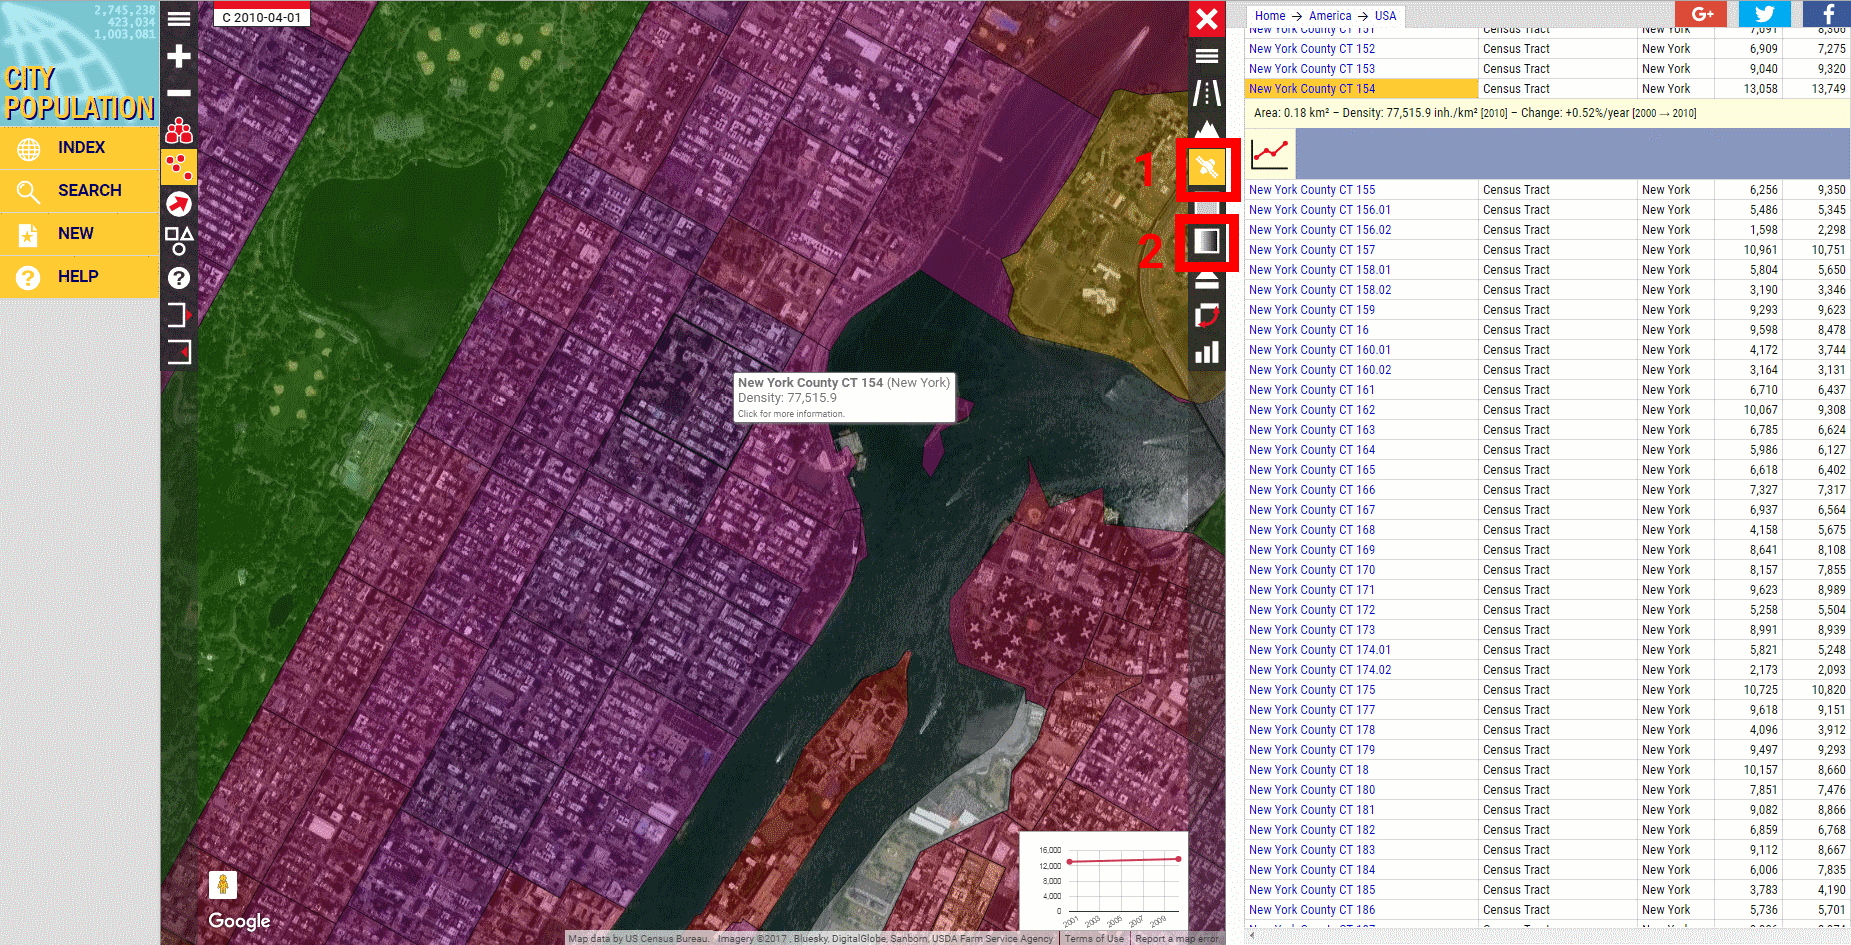 2,745,238
423,034
1,003,081
CITY
POPULATION
INDEX
SEARCH
NEW
HELP
C 2010-04-01
1
2
New York County CT 154 (New York)
Density: 77,515.9
Click for more information.
16,000
12,000
8,000
4,000
0
2001
2003
2005
2007
2009
Google
Map data by US Census Bureau. Imagery ©2017 , Bluesky, DigitalGlobe, Sanborn, USDA Farm Service Agency Terms of Use Report a map error
Home → America → USA
G+
f
New York County CT 151 Census Tract New York 7,091 8,306
New York County CT 152 Census Tract New York 6,909 7,275
New York County CT 153 Census Tract New York 9,040 9,320
New York County CT 154 Census Tract New York 13,058 13,749
Area: 0.18 km² – Density: 77,515.9 inh./km² [2010] – Change: +0.52%/year [2000 → 2010]
New York County CT 155 Census Tract New York 6,256 9,350
New York County CT 156.01 Census Tract New York 5,486 5,345
New York County CT 156.02 Census Tract New York 1,598 2,298
New York County CT 157 Census Tract New York 10,961 10,751
New York County CT 158.01 Census Tract New York 5,804 5,650
New York County CT 158.02 Census Tract New York 3,190 3,346
New York County CT 159 Census Tract New York 9,293 9,623
New York County CT 16 Census Tract New York 9,598 8,478
New York County CT 160.01 Census Tract New York 4,172 3,744
New York County CT 160.02 Census Tract New York 3,164 3,131
New York County CT 161 Census Tract New York 6,710 6,437
New York County CT 162 Census Tract New York 10,067 9,308
New York County CT 163 Census Tract New York 6,785 6,624
New York County CT 164 Census Tract New York 5,986 6,127
New York County CT 165 Census Tract New York 6,618 6,402
New York County CT 166 Census Tract New York 7,327 7,317
New York County CT 167 Census Tract New York 6,937 6,564
New York County CT 168 Census Tract New York 4,158 5,675
New York County CT 169 Census Tract New York 8,641 8,108
New York County CT 170 Census Tract New York 8,157 7,855
New York County CT 171 Census Tract New York 9,623 8,989
New York County CT 172 Census Tract New York 5,258 5,504
New York County CT 173 Census Tract New York 8,991 8,939
New York County CT 174.01 Census Tract New York 5,821 5,248
New York County CT 174.02 Census Tract New York 2,173 2,093
New York County CT 175 Census Tract New York 10,725 10,820
New York County CT 177 Census Tract New York 9,618 9,151
New York County CT 178 Census Tract New York 4,096 3,912
New York County CT 179 Census Tract New York 9,497 9,293
New York County CT 18 Census Tract New York 10,157 8,660
New York County CT 180 Census Tract New York 7,851 7,476
New York County CT 181 Census Tract New York 9,082 8,866
New York County CT 182 Census Tract New York 6,859 6,768
New York County CT 183 Census Tract New York 9,112 8,667
New York County CT 184 Census Tract New York 6,006 7,835
New York County CT 185 Census Tract New York 3,783 4,190
New York County CT 186 Census Tract New York 5,736 5,701